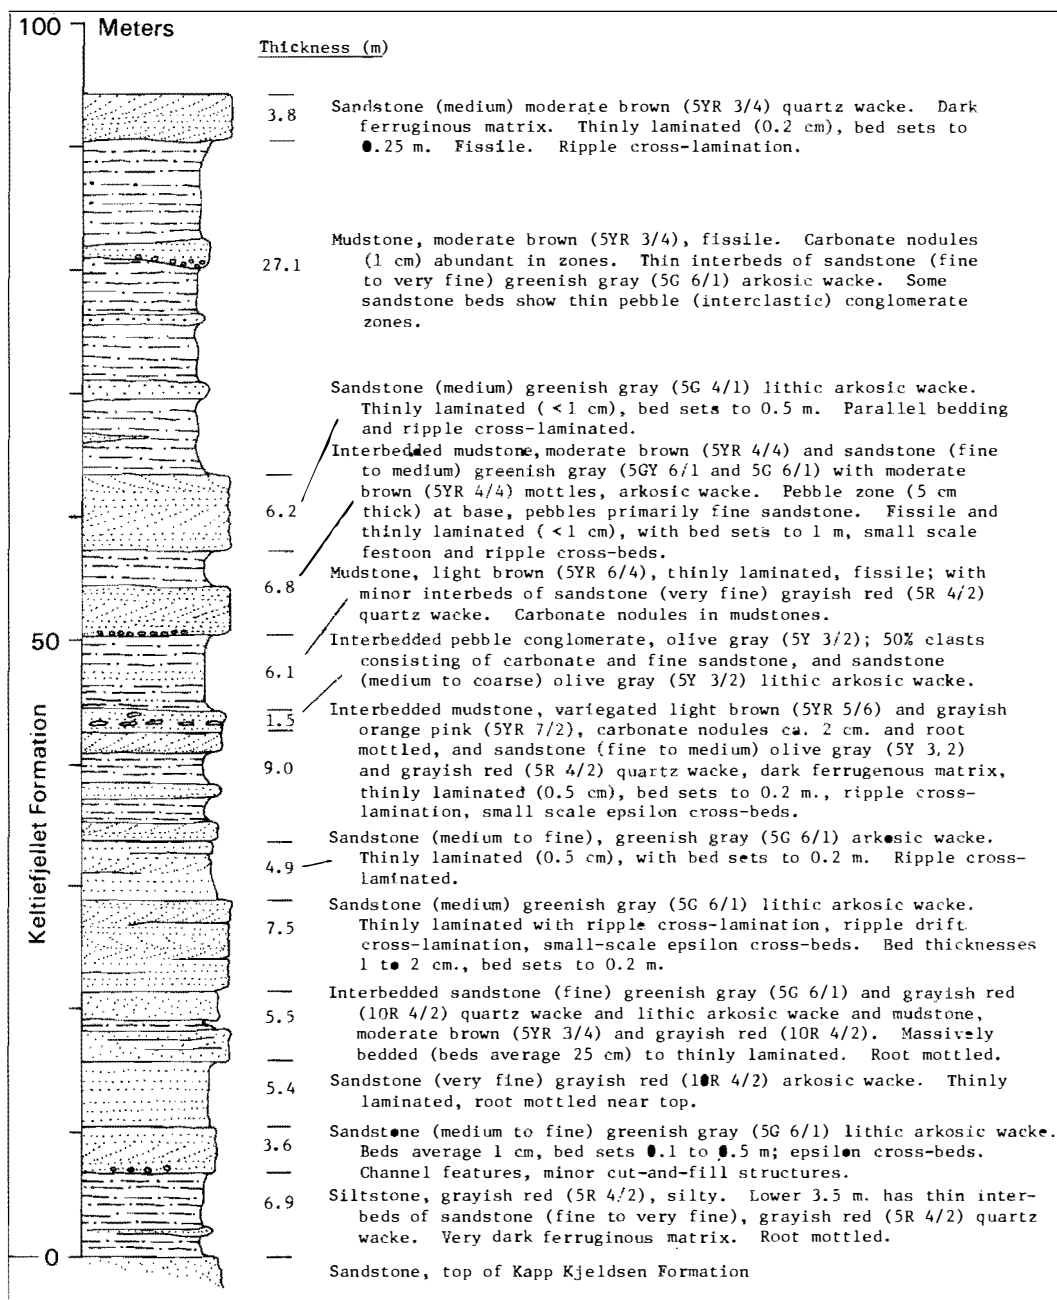 100 Meters
Thickness (m)
3.8
Sandstone (medium) moderate brown (5YR 3/4) quartz wacke. Dark
ferruginous matrix. Thinly laminated (0.2 cm), bed sets to
0.25 m. Fissile. Ripple cross-lamination.
27.1
Mudstone, moderate brown (5YR 3/4), fissile. Carbonate nodules
(1 cm) abundant in zones. Thin interbeds of sandstone (fine
to very fine) greenish gray (5G 6/1) arkosic wacke. Some
sandstone beds show thin pebble (interclastic) conglomerate
zones.
6.2
Sandstone (medium) greenish gray (5G 4/1) lithic arkosic wacke.
Thinly laminated (<1 cm), bed sets to 0.5 m. Parallel bedding
and ripple cross-laminated.
6.8
Interbedded mudstone, moderate brown (5YR 4/4) and sandstone (fine
to medium) greenish gray (5GY 6/1 and 5G 6/1) with moderate
brown (5YR 4/4) mottles, arkosic wacke. Pebble zone (5 cm
thick) at base, pebbles primarily fine sandstone. Fissile and
thinly laminated (<1 cm), with bed sets to 1 m, small scale
festoon and ripple cross-beds.
6.1
Mudstone, light brown (5YR 6/4), thinly laminated, fissile; with
minor interbeds of sandstone (very fine) grayish red (5R 4/2)
quartz wacke. Carbonate nodules in mudstones.
50
1.5
Interbedded pebble conglomerate, olive gray (5Y 3/2); 50% clasts
consisting of carbonate and fine sandstone, and sandstone
(medium to coarse) olive gray (5Y 3/2) lithic arkosic wacke.
9.0
Interbedded mudstone, variegated light brown (5YR 5/6) and grayish
orange pink (5YR 7/2), carbonate nodules ca. 2 cm. and root
mottled, and sandstone (fine to medium) olive gray (5Y 3,2)
and grayish red (5R 4/2) quartz wacke, dark ferrugenous matrix,
thinly laminated (0.5 cm), bed sets to 0.2 m., ripple cross-
lamination, small scale epsilon cross-beds.
4.9
Sandstone (medium to fine), greenish gray (5G 6/1) arkosic wacke.
Thinly laminated (0.5 cm), with bed sets to 0.2 m. Ripple cross-
laminated.
Keltiefjellet Formation
7.5
Sandstone (medium) greenish gray (5G 6/1) lithic arkosic wacke.
Thinly laminated with ripple cross-lamination, ripple drift
cross-lamination, small-scale epsilon cross-beds. Bed thicknesses
1 to 2 cm., bed sets to 0.2 m.
5.5
Interbedded sandstone (fine) greenish gray (5G 6/1) and grayish red
(10R 4/2) quartz wacke and lithic arkosic wacke and mudstone,
moderate brown (5YR 3/4) and grayish red (10R 4/2). Massively
bedded (beds average 25 cm) to thinly laminated. Root mottled.
5.4
Sandstone (very fine) grayish red (10R 4/2) arkosic wacke. Thinly
laminated, root mottled near top.
3.6
Sandstone (medium to fine) greenish gray (5G 6/1) lithic arkosic wacke.
Beds average 1 cm, bed sets 0.1 to 0.5 m; epsilon cross-beds.
Channel features, minor cut-and-fill structures.
6.9
Siltstone, grayish red (5R 4/2), silty. Lower 3.5 m. has thin inter-
beds of sandstone (fine to very fine), grayish red (5R 4/2) quartz
wacke. Very dark ferruginous matrix. Root mottled.
0
Sandstone, top of Kapp Kjeldsen Formation